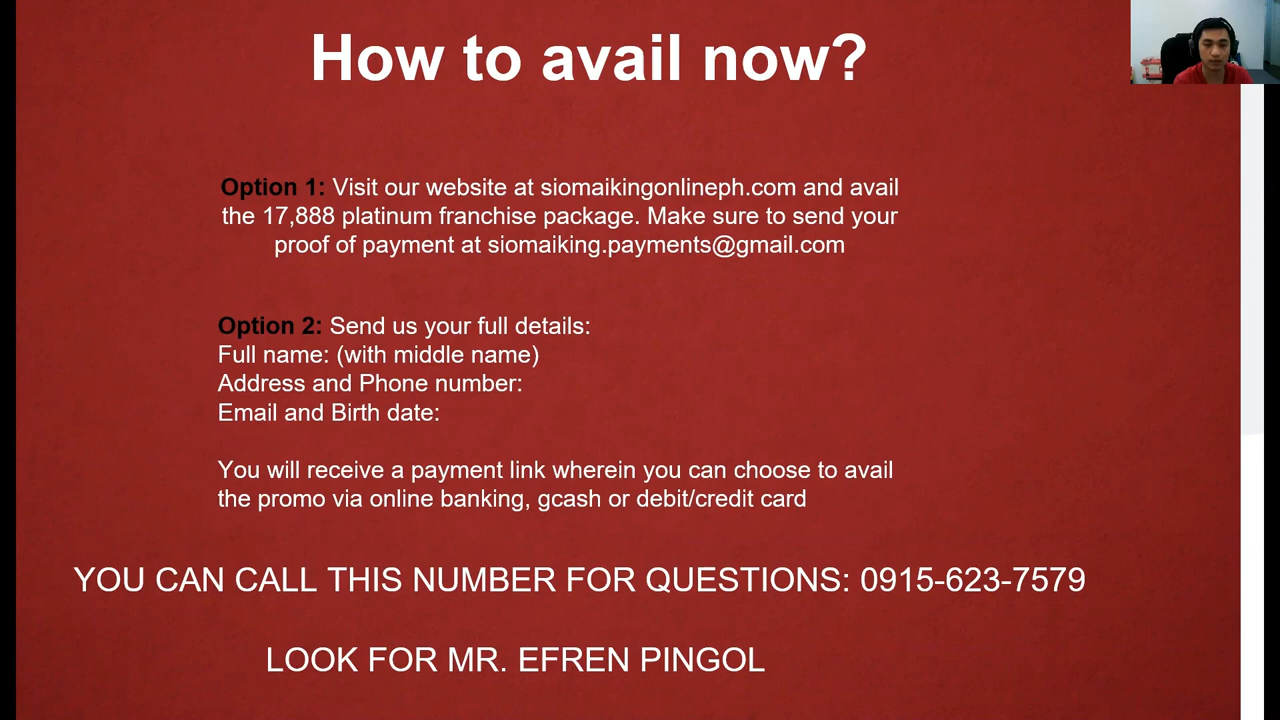 How to avail now?
Option 1: Visit our website at siomaikingonlineph.com and avail
the 17,888 platinum franchise package. Make sure to send your
proof of payment at siomaiking.payments@gmail.com
Option 2: Send us your full details:
Full name: (with middle name)
Address and Phone number:
Email and Birth date:
You will receive a payment link wherein you can choose to avail
the promo via online banking, gcash or debit/credit card
YOU CAN CALL THIS NUMBER FOR QUESTIONS: 0915-623-7579
LOOK FOR MR. EFREN PINGOL